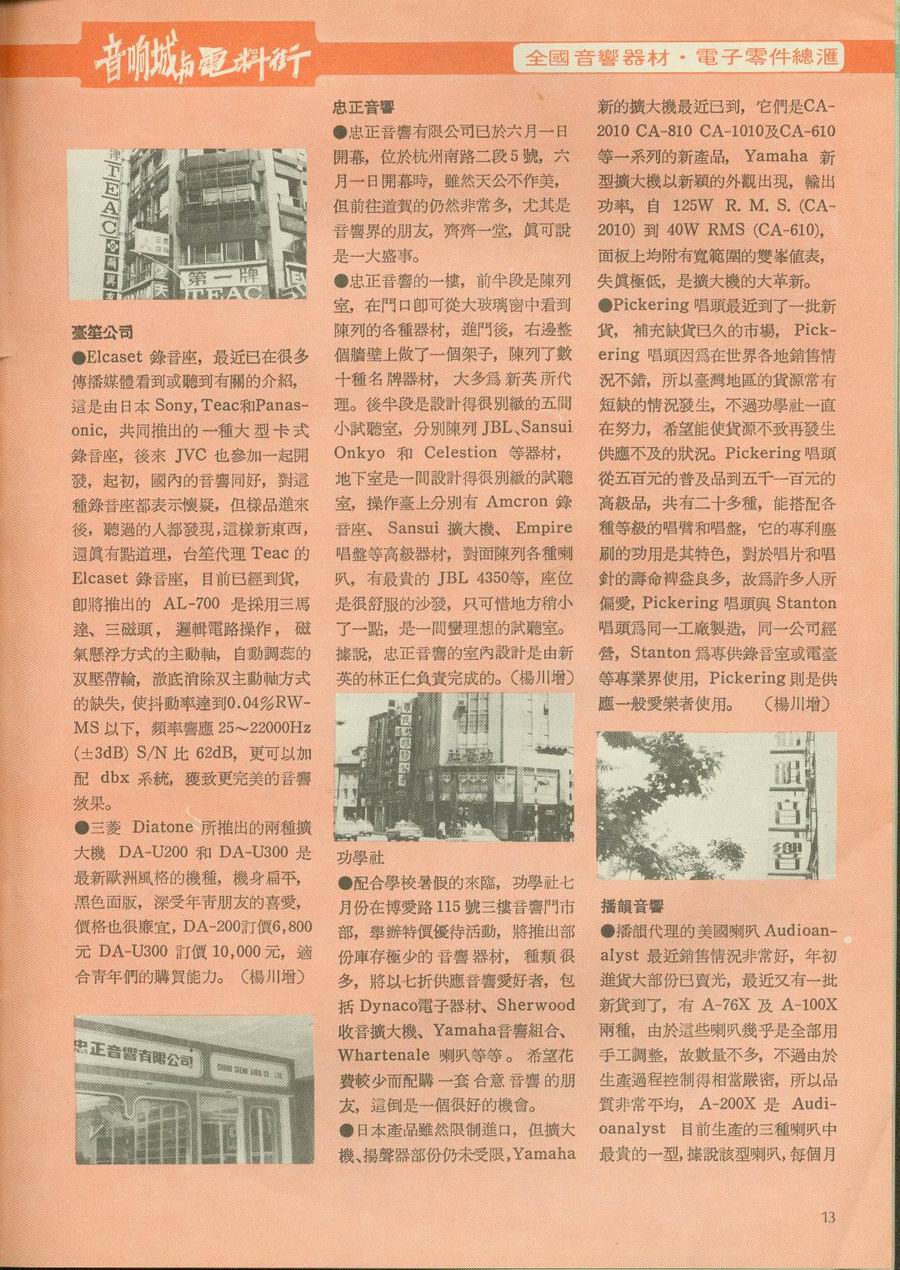 音响城与電料街
全國音響器材・電子零件總滙
TEAC
第一牌
TEAC
臺笙公司
●Elcaset 錄音座，最近已在很多
傳播媒體看到或聽到有關的介紹，
這是由日本 Sony, Teac和Panas-
onic，共同推出的一種大型卡式
錄音座，後來 JVC 也參加一起開
發，起初，國內的音響同好，對這
種錄音座都表示懷疑，但樣品進來
後，聽過的人都發現，這樣新東西，
還眞有點道理，台笙代理 Teac 的
Elcaset 錄音座，目前已經到貨，
卽將推出的 AL-700 是採用三馬
達、三磁頭，邏輯電路操作，磁
氣懸浮方式的主動軸，自動調蕊的
双壓帶輪，澈底消除双主動軸方式
的缺失，使抖動率達到0.04%RW-
MS 以下，頻率響應 25～22000Hz
(±3dB) S/N 比 62dB，更可以加
配 dbx 系統，獲致更完美的音響
效果。
●三菱 Diatone 所推出的兩種擴
大機 DA-U200 和 DA-U300 是
最新歐洲風格的機種，機身扁平，
黑色面版，深受年靑朋友的喜愛，
價格也很廉宜，DA-200訂價6,800
元 DA-U300 訂價 10,000元，適
合靑年們的購買能力。（楊川增）
忠正音響有限公司
CHUNG CHENG AUDIO CO., LTD.
忠正音響
●忠正音響有限公司已於六月一日
開幕，位於杭州南路二段5號，六
月一日開幕時，雖然天公不作美，
但前往道賀的仍然非常多，尤其是
音響界的朋友，齊齊一堂，眞可說
是一大盛事。
●忠正音響的一樓，前半段是陳列
室，在門口卽可從大玻璃窗中看到
陳列的各種器材，進門後，右邊整
個牆壁上做了一個架子，陳列了數
十種名牌器材，大多爲新英所代
理。後半段是設計得很別緻的五間
小試聽室，分別陳列 JBL、Sansui
Onkyo 和 Celestion 等器材，
地下室是一間設計得很別緻的試聽
室，操作臺上分別有 Amcron 錄
音座、 Sansui 擴大機、 Empire
唱盤等高級器材，對面陳列各種喇
叭，有最貴的 JBL 4350等，座位
是很舒服的沙發，只可惜地方稍小
了一點，是一間蠻理想的試聽室。
據說，忠正音響的室內設計是由新
英的林正仁負責完成的。（楊川增）
功學社
功學社
●配合學校暑假的來臨，功學社七
月份在博愛路 115 號三樓音響門市
部，舉辦特價優待活動，將推出部
份庫存極少的音響器材，種類很
多，將以七折供應音響愛好者，包
括 Dynaco電子器材、Sherwood
收音擴大機、Yamaha音響組合、
Whartenale 喇叭等等。希望花
費較少而配購一套合意音響的朋
友，這倒是一個很好的機會。
●日本產品雖然限制進口，但擴大
機、揚聲器部份仍未受限，Yamaha
新的擴大機最近已到，它們是CA-
2010 CA-810 CA-1010及CA-610
等一系列的新產品，Yamaha 新
型擴大機以新穎的外觀出現，輸出
功率，自 125W R. M. S. (CA-
2010) 到 40W RMS (CA-610)，
面板上均附有寬範圍的雙峯值表，
失眞極低，是擴大機的大革新。
●Pickering 唱頭最近到了一批新
貨，補充缺貨已久的市場，Pick-
ering 唱頭因爲在世界各地銷售情
況不錯，所以臺灣地區的貨源常有
短缺的情況發生，不過功學社一直
在努力，希望能使貨源不致再發生
供應不及的狀況。Pickering唱頭
從五百元的普及品到五千一百元的
高級品，共有二十多種，能搭配各
種等級的唱臂和唱盤，它的專利塵
刷的功用是其特色，對於唱片和唱
針的壽命裨益良多，故爲許多人所
偏愛，Pickering 唱頭與 Stanton
唱頭爲同一工廠製造，同一公司經
營，Stanton 爲專供錄音室或電臺
等專業界使用，Pickering 則是供
應一般愛樂者使用。 （楊川增）
播韻音響
●播韻代理的美國喇叭 Audioan-
alyst 最近銷售情況非常好，年初
進貨大部份已賣光，最近又有一批
新貨到了，有 A-76X 及 A-100X
兩種，由於這些喇叭幾乎是全部用
手工調整，故數量不多，不過由於
生產過程控制得相當嚴密，所以品
質非常平均， A-200X 是 Audi-
oanalyst 目前生產的三種喇叭中
最貴的一型，據說該型喇叭，每個月
13